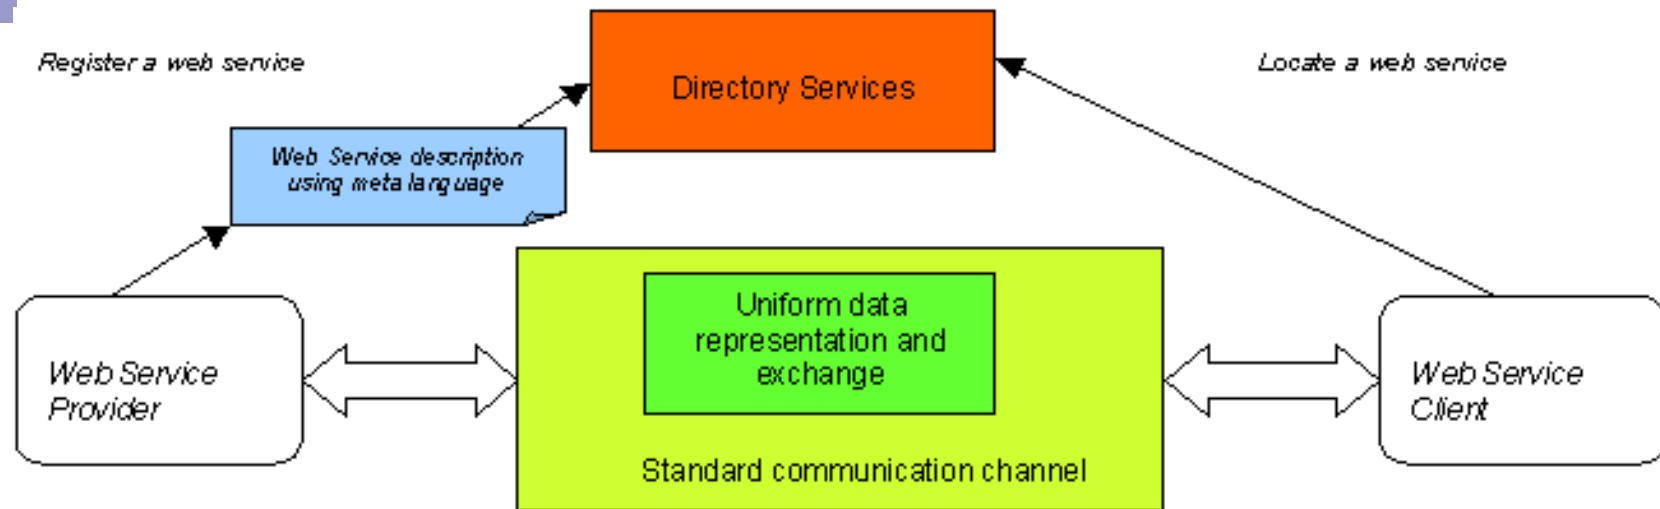 Register a web service
Locate a web service
Directory Services
Web Service description
using meta language
Uniform data
representation and
exchange
Web Service
Provider
Web Service
Client
Standard communication channel